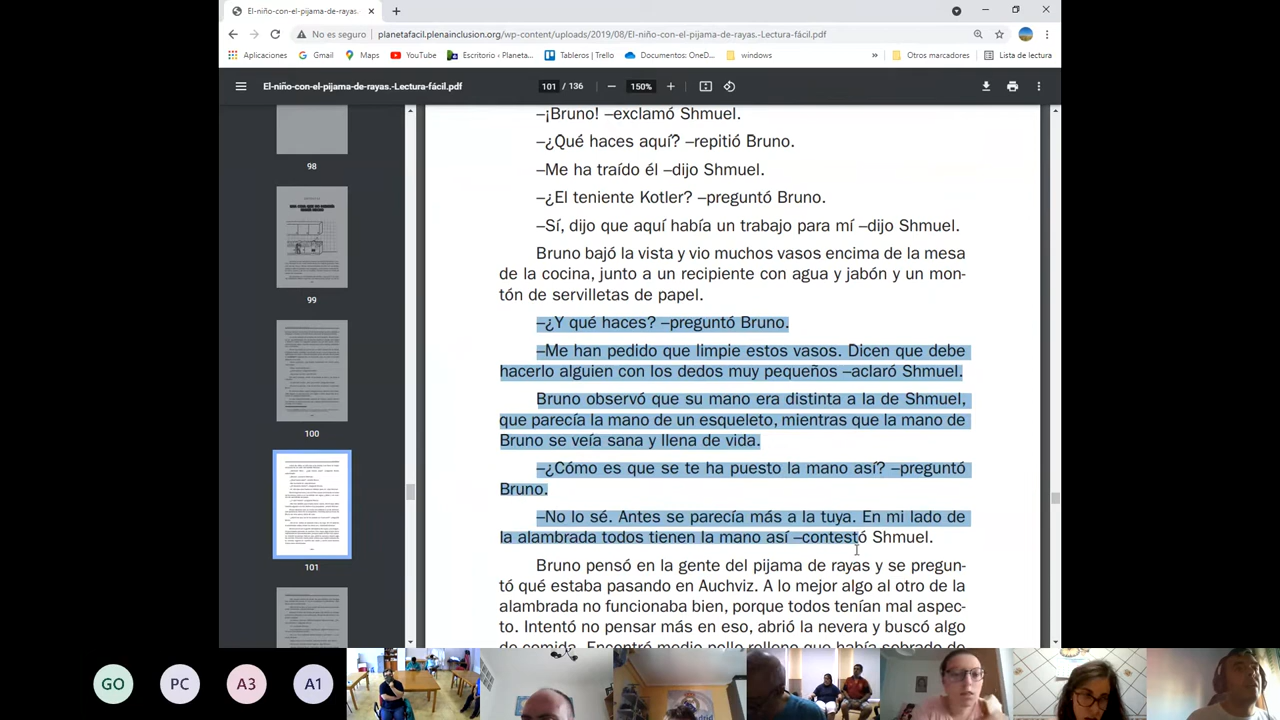 El-niño-con-el-pijama-de-rayas.-
No es seguro
planetafacil.plenainclusion.org/wp-content/uploads/2019/08/El-niño-con-el-pijama-de-rayas.-Lectura-fácil.pdf
Aplicaciones
Gmail
Maps
YouTube
Escritorio – Planeta...
Tableros | Trello
Documentos: OneD...
windows
»
Otros marcadores
Lista de lectura
El-niño-con-el-pijama-de-rayas.-Lectura-fácil.pdf
101 / 136
150%
98
99
100
101
–¡Bruno! –exclamó Shmuel.
–¿Qué haces aquí? –repitió Bruno.
–Me ha traído él –dijo Shmuel.
–¿El teniente Kotler? –preguntó Bruno.
–Sí, dijo que aquí había un trabajo para mí –dijo Shmuel.
Bruno bajó la vista y vio muchos vasos encima de la mesa
de la cocina, junto a un recipiente con agua y jabón y un mon-
tón de servilletas de papel.
–¿Y qué haces? –preguntó Bruno.
–Me han pedido que limpie los vasos. Dicen que debe
hacerlo alguien con los dedos muy pequeños –aclaró Shmuel.
Bruno observó que su mano era distinta a la de Shmuel,
que parecía la mano de un esqueleto, mientras que la mano de
Bruno se veía sana y llena de vida.
–¿Cómo es que se te ha puesto la mano así? –preguntó
Bruno.
–No lo sé. Antes se parecía más a la tuya. En mi lado de
la alambrada todos tienen la mano así –contestó Shmuel.
Bruno pensó en la gente del pijama de rayas y se pregun-
tó qué estaba pasando en Auchviz. A lo mejor algo al otro de la
alambrada no funcionaba bien porque todos tenían mal aspec-
to. Intentó no pensar más en eso. Abrió la nevera y buscó algo
de comida. Encontró medio pollo relleno que había sobrado de
GO
PC
A3
A1